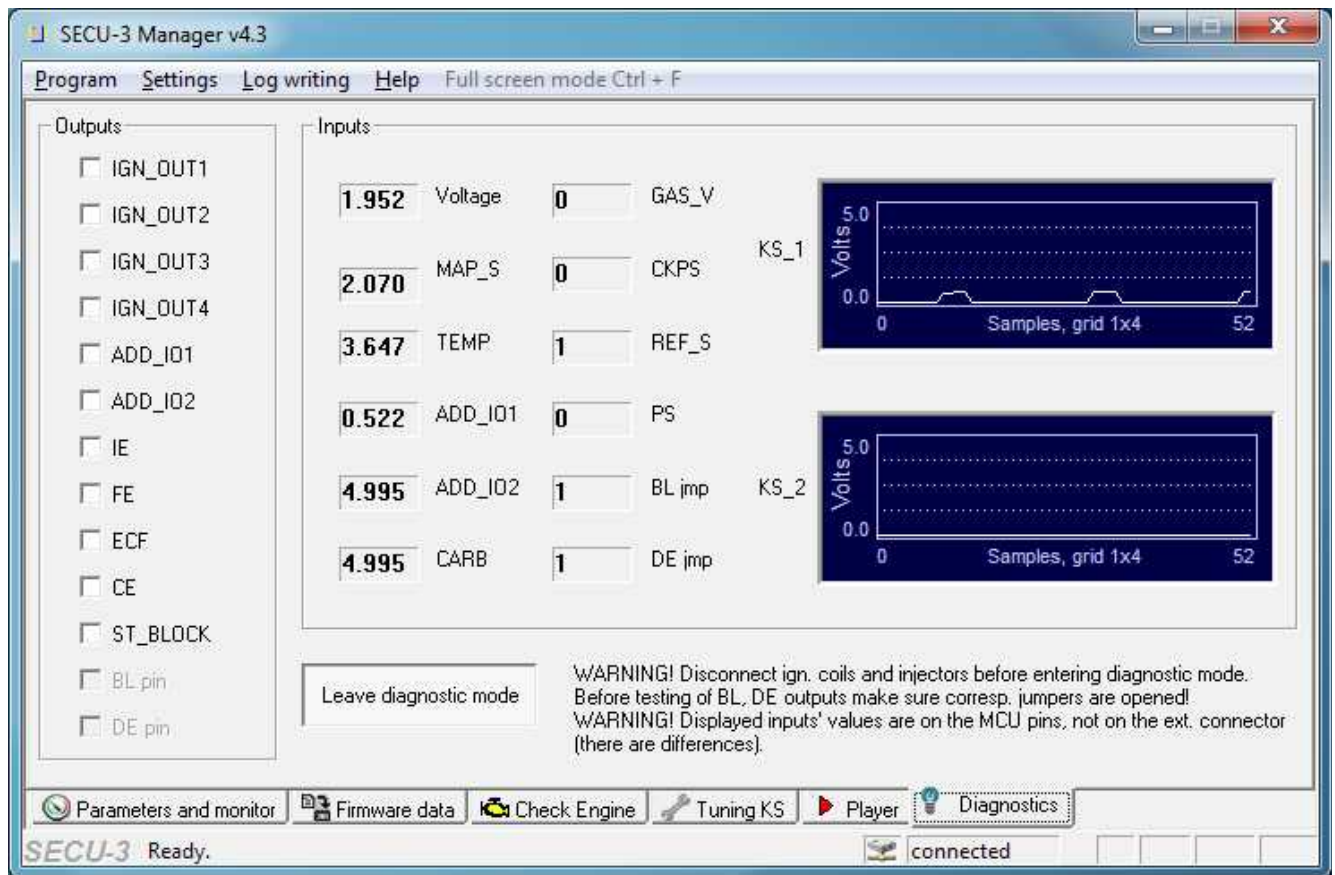 SECU-3 Manager v4.3
Program Settings Log writing Help Full screen mode Ctrl + F
Outputs
IGN_OUT1
IGN_OUT2
IGN_OUT3
IGN_OUT4
ADD_IO1
ADD_IO2
IE
FE
ECF
CE
ST_BLOCK
BL pin
DE pin
Inputs
1.952 Voltage 0 GAS_V
2.070 MAP_S 0 CKPS
3.647 TEMP 1 REF_S
0.522 ADD_IO1 0 PS
4.995 ADD_IO2 1 BL jmp
4.995 CARB 1 DE jmp
KS_1
5.0
Volts
0.0
0 Samples, grid 1x4 52
KS_2
5.0
Volts
0.0
0 Samples, grid 1x4 52
Leave diagnostic mode
WARNING! Disconnect ign. coils and injectors before entering diagnostic mode.
Before testing of BL, DE outputs make sure corresp. jumpers are opened!
WARNING! Displayed inputs' values are on the MCU pins, not on the ext. connector
(there are differences).
Parameters and monitor Firmware data Check Engine Tuning KS Player Diagnostics
SECU-3 Ready. connected